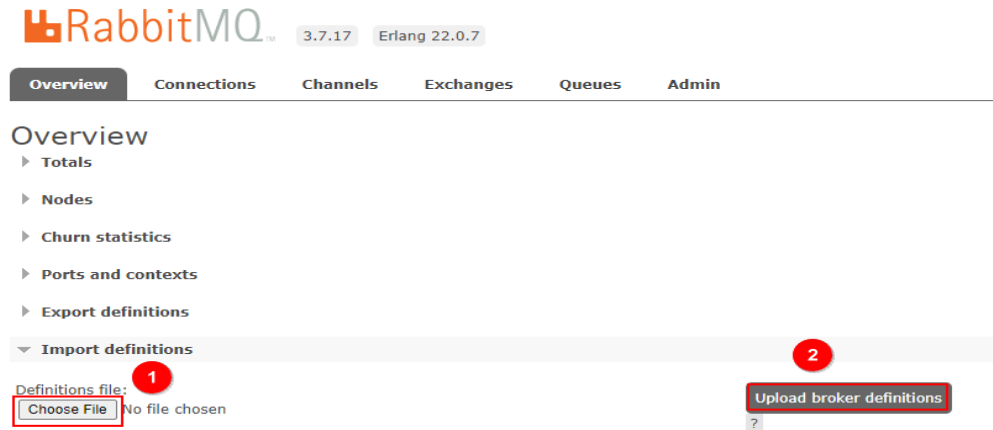 RabbitMQ™ 3.7.17 Erlang 22.0.7
Overview Connections Channels Exchanges Queues Admin
Overview
Totals
Nodes
Churn statistics
Ports and contexts
Export definitions
Import definitions
1
2
Definitions file:
Choose File No file chosen
Upload broker definitions
?